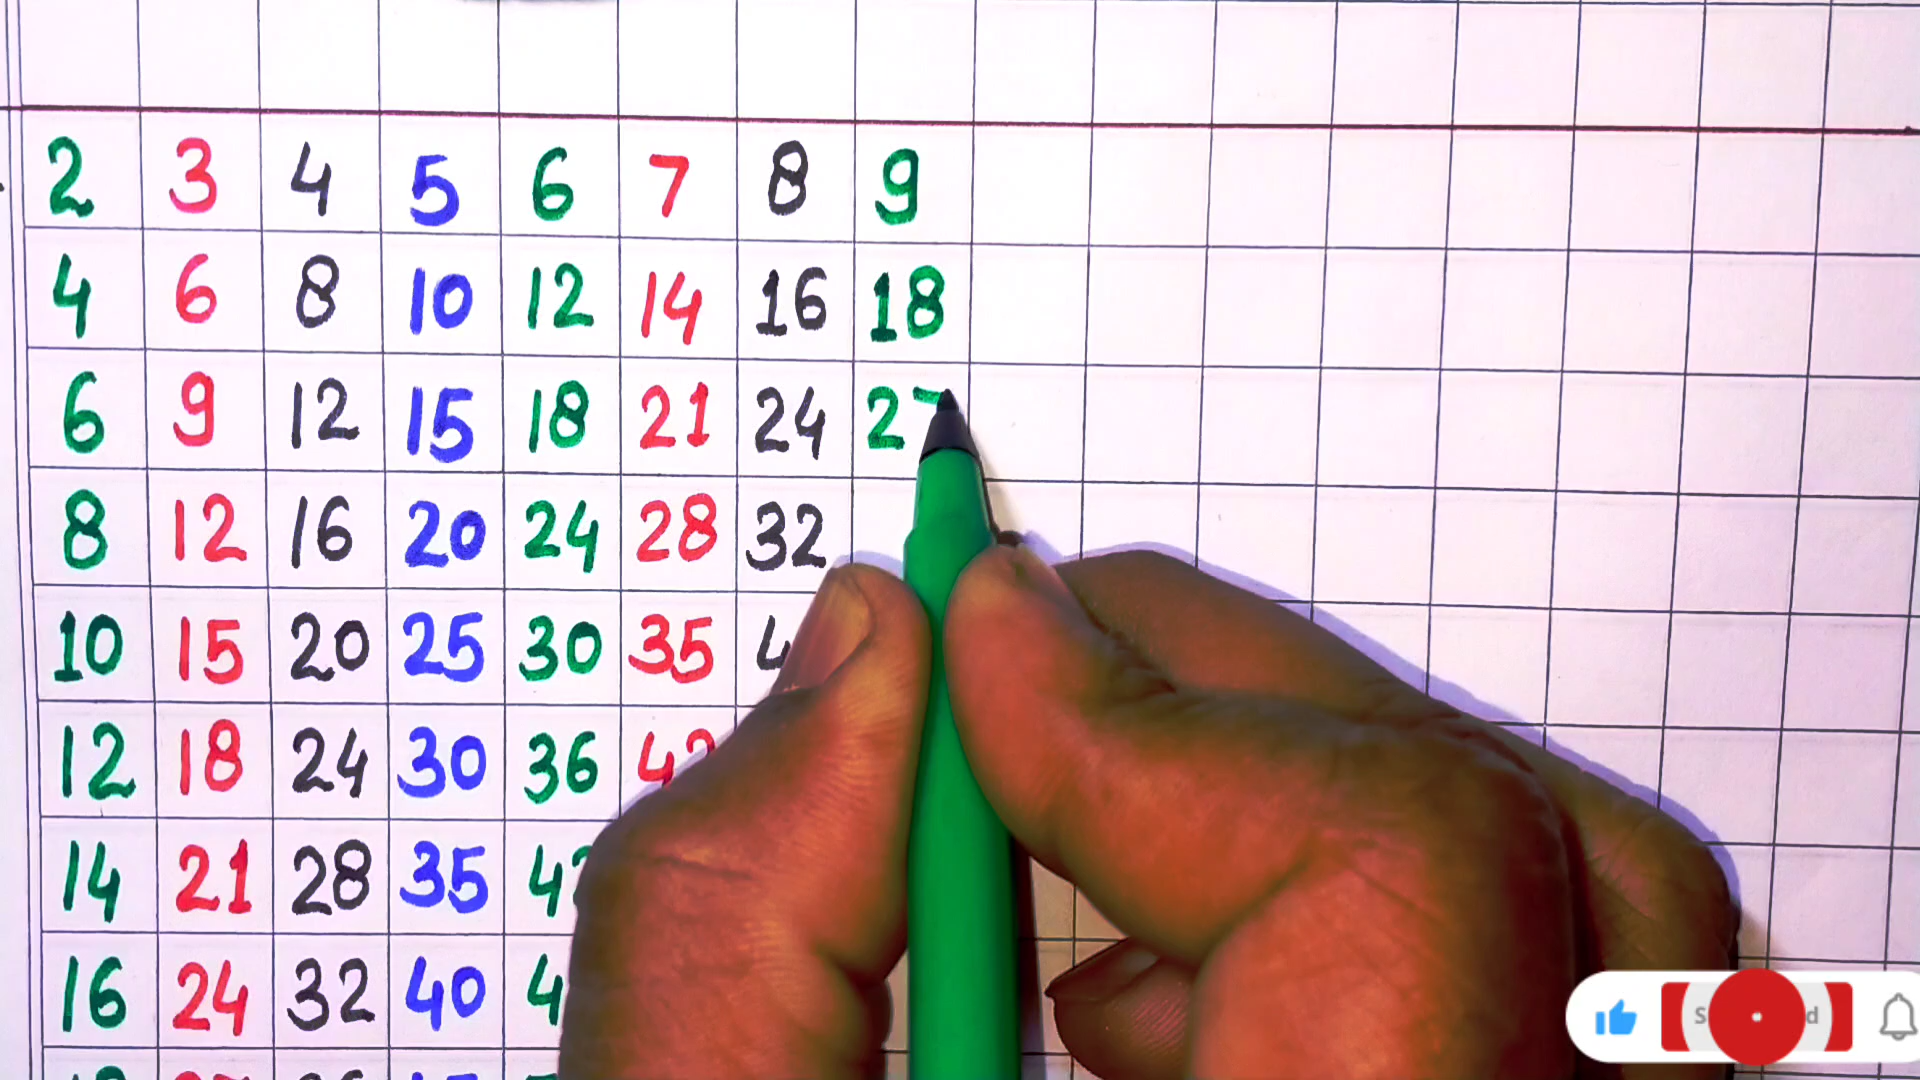 2 3 4 5 6 7 8 9
4 6 8 10 12 14 16 18
6 9 12 15 18 21 24 27
8 12 16 20 24 28 32
10 15 20 25 30 35
12 18 24 30 36
14 21 28 35
16 24 32 40